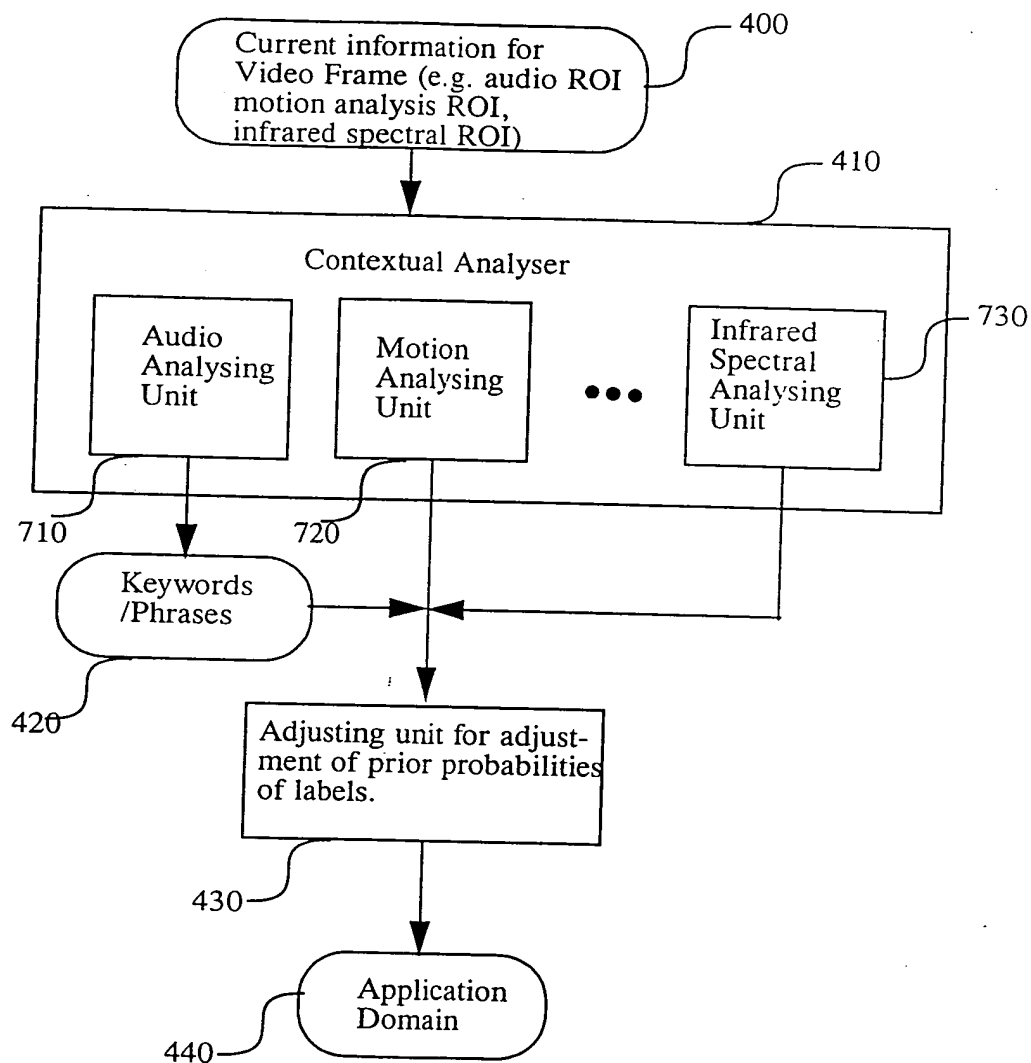 400
Current information for
Video Frame (e.g. audio ROI
motion analysis ROI,
infrared spectral ROI)
410
Contextual Analyser
Audio
Analysing
Unit
Motion
Analysing
Unit
Infrared
Spectral
Analysing
Unit
730
710
720
Keywords
/Phrases
420
Adjusting unit for adjust-
ment of prior probabilities
of labels.
430
Application
Domain
440